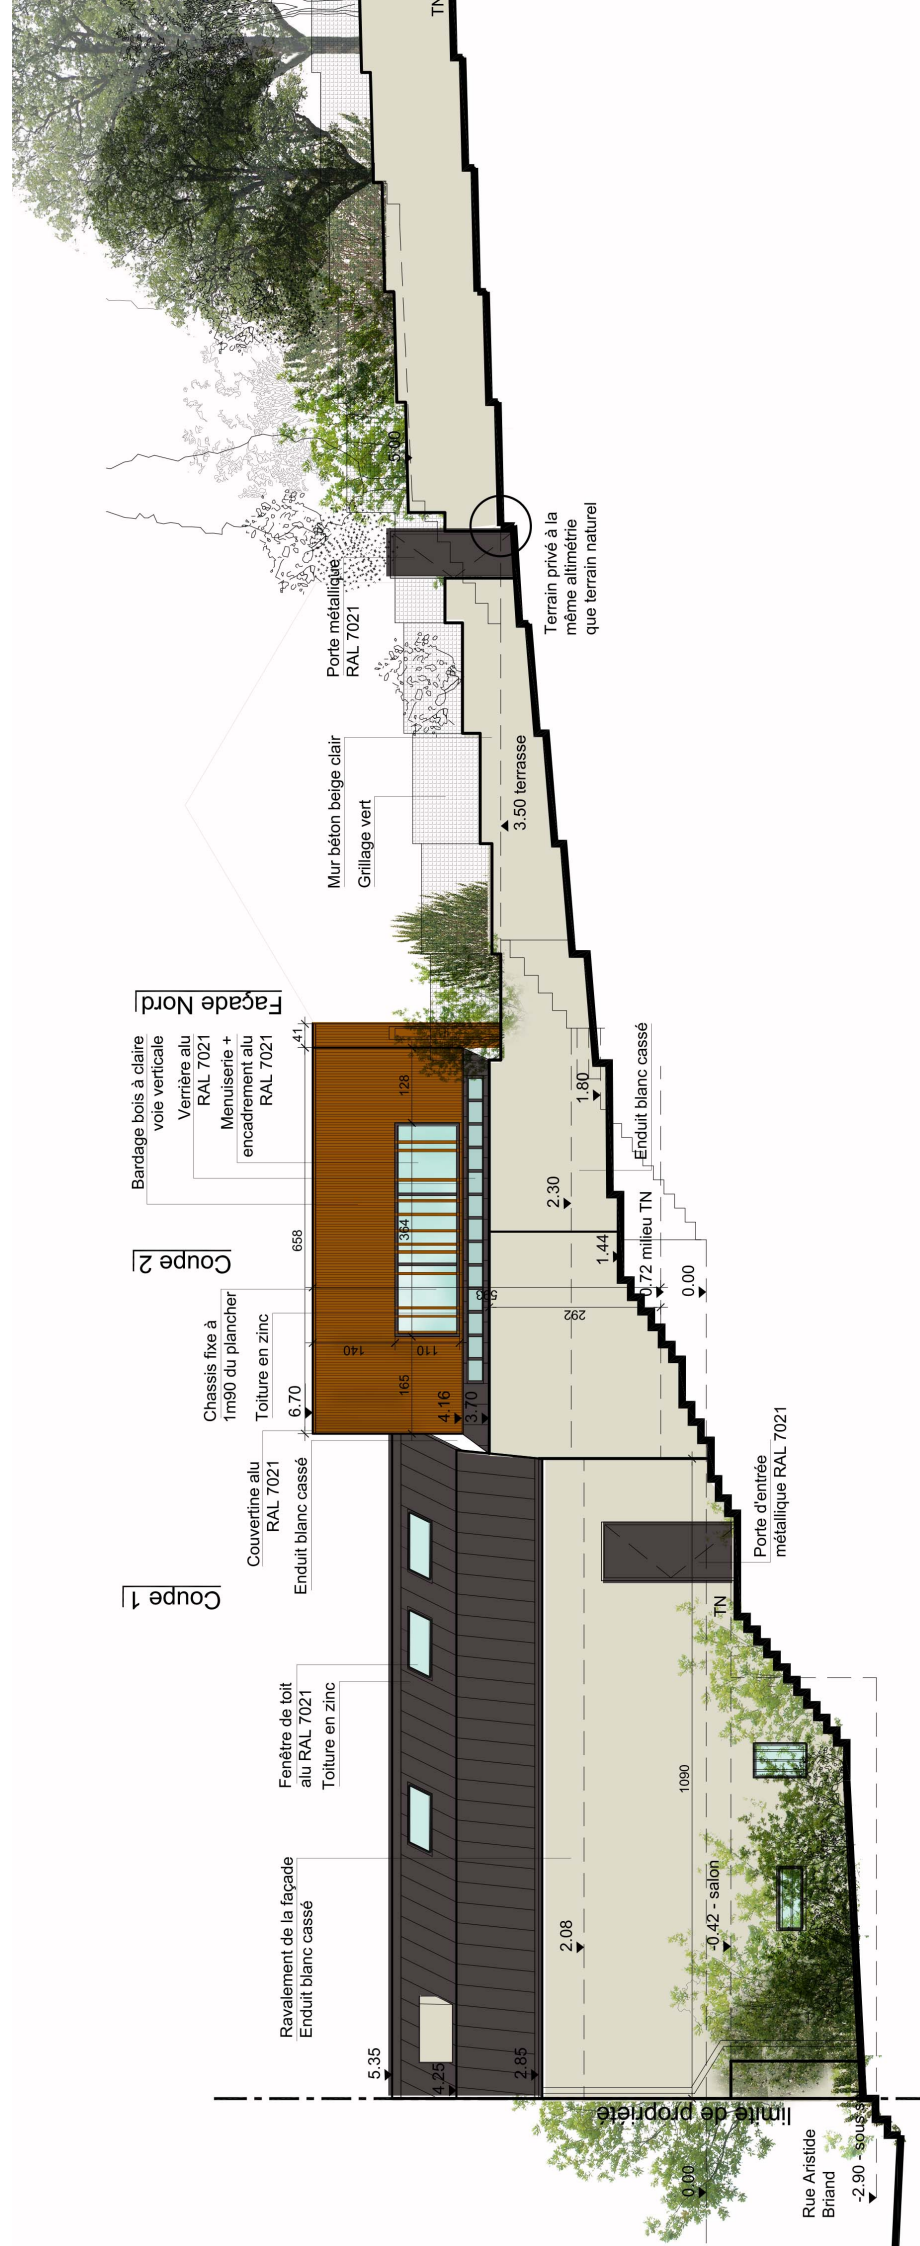 TN
5.00
Porte métallique
RAL 7021
Terrain privé à la
même altimétrie
que terrain naturel
Mur béton beige clair
Grillage vert
3.50 terrasse
Façade Nord
Bardage bois à claire
voie verticale
Verrière alu
RAL 7021
Menuiserie +
encadrement alu
RAL 7021
41
128
658
364
165
140
110
593
292
1.80
Enduit blanc cassé
2.30
1.44
0.72 milieu TN
0.00
Coupe 2
Chassis fixe à
1m90 du plancher
Toiture en zinc
6.70
4.16
3.70
Couvertine alu
RAL 7021
Enduit blanc cassé
Porte d'entrée
métallique RAL 7021
TN
Coupe 1
Fenêtre de toit
alu RAL 7021
Toiture en zinc
1090
Ravalement de la façade
Enduit blanc cassé
2.08
-0.42 - salon
5.35
4.25
2.85
limite de propriété
0.00
Rue Aristide
Briand
-2.90 - sous s